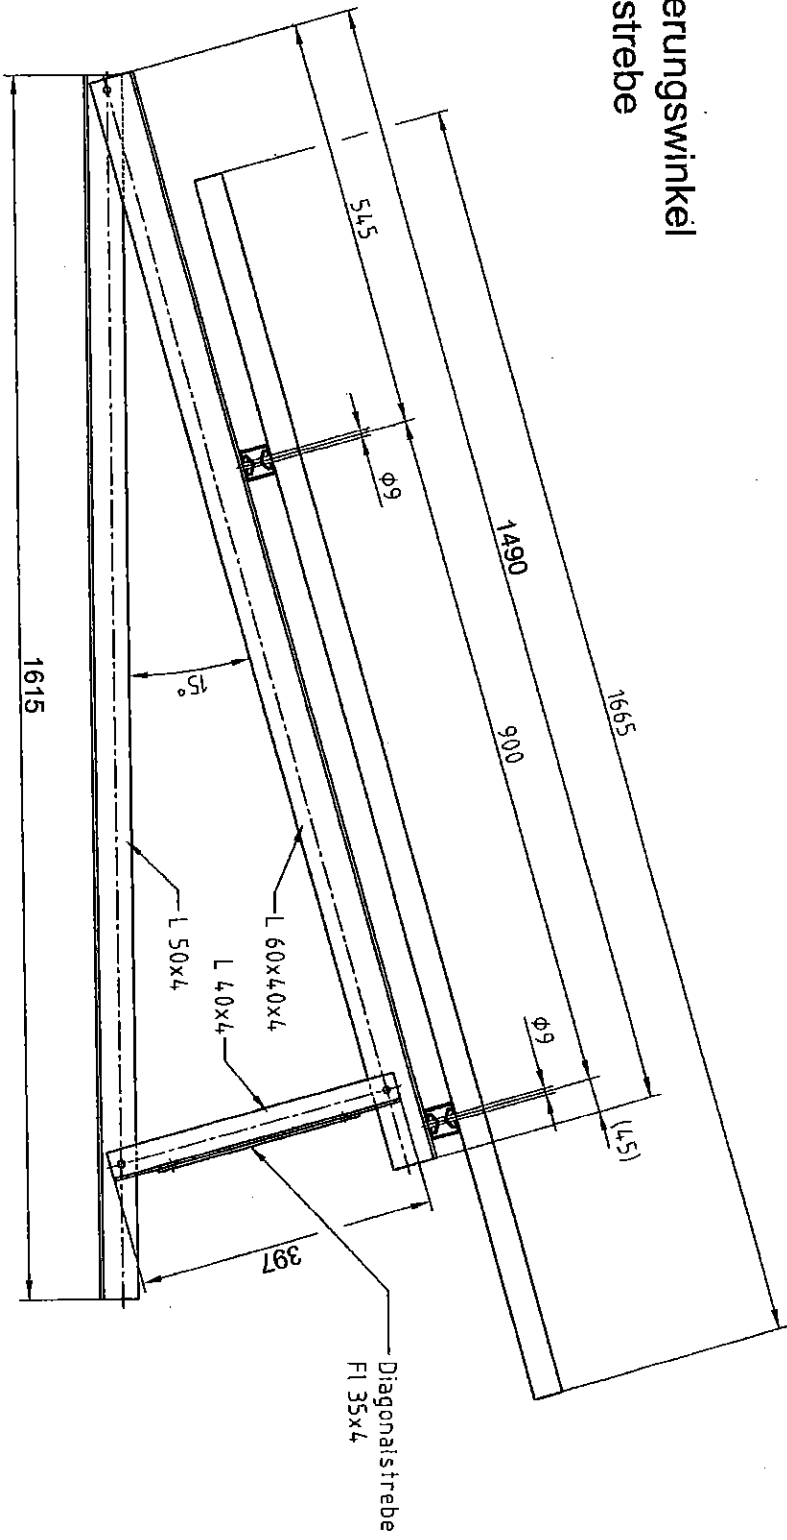 erungswinkel
strebe
545
φ9
1490
1665
900
φ9
(45)
15°
1615
L 50x4
L 60x40x4
L 40x4
397
Diagonalstrebe
Fl 35x4